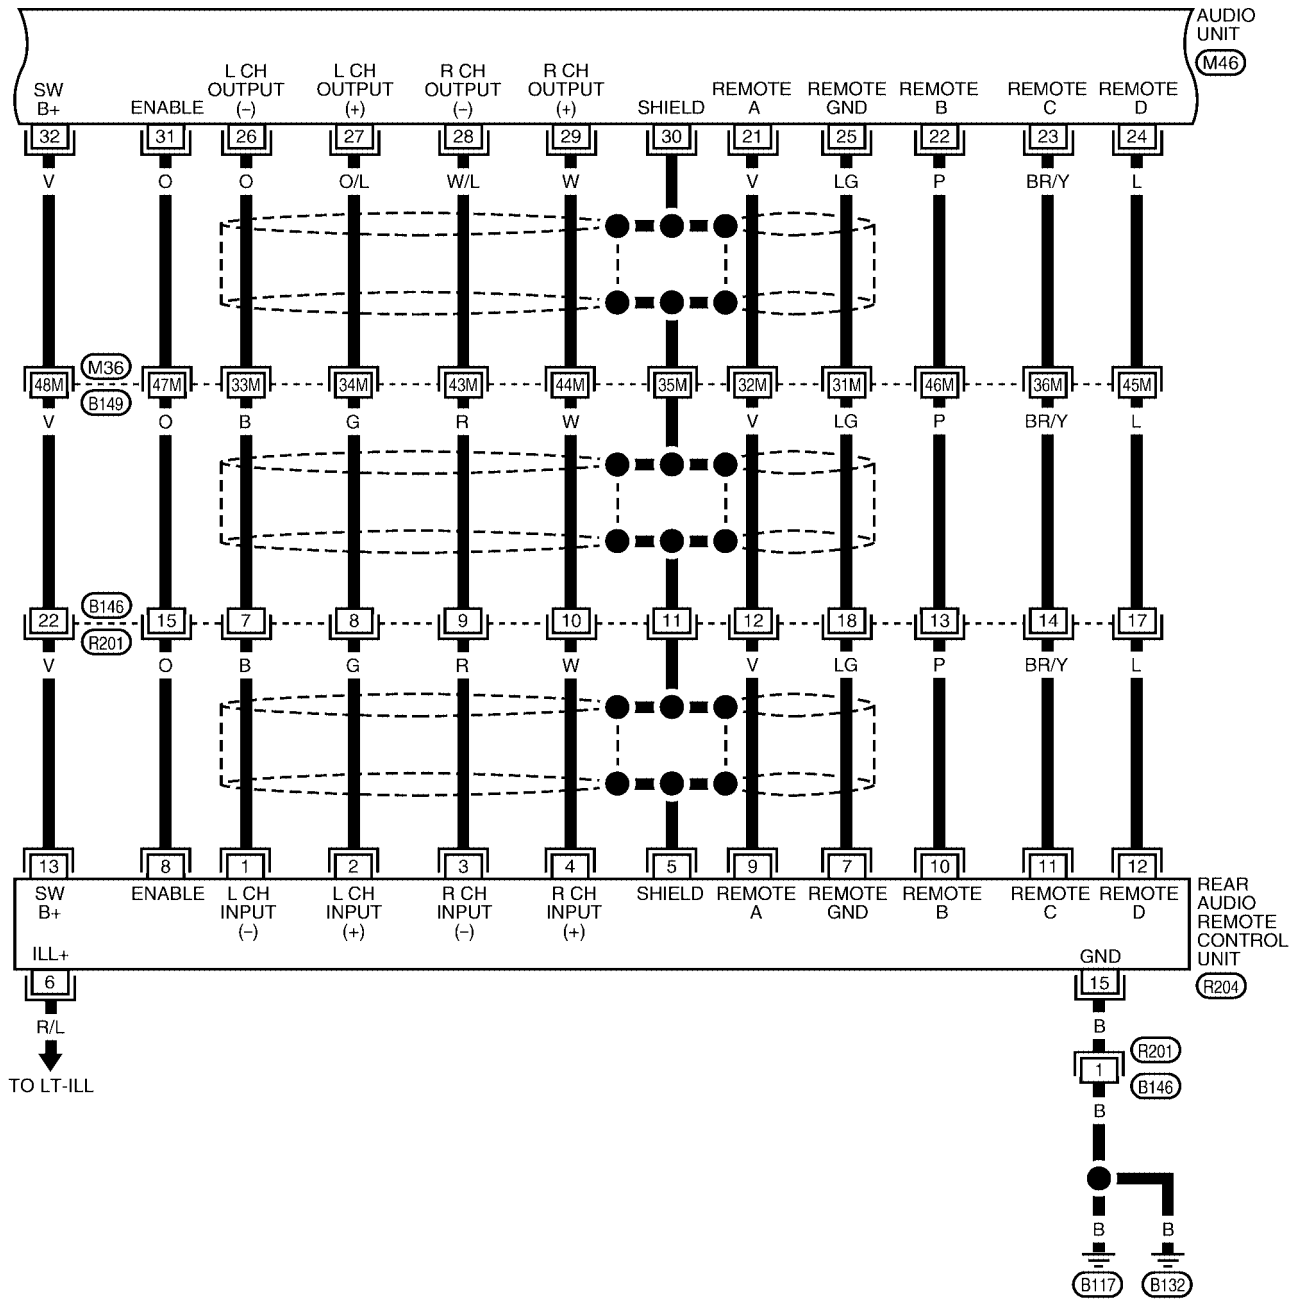 AUDIO
UNIT
M46
SW
B+
ENABLE
L CH
OUTPUT
(–)
L CH
OUTPUT
(+)
R CH
OUTPUT
(–)
R CH
OUTPUT
(+)
SHIELD
REMOTE
A
REMOTE
GND
REMOTE
B
REMOTE
C
REMOTE
D
32 31 26 27 28 29 30 21 25 22 23 24
V O O O/L W/L W V LG P BR/Y L
M36
48M 47M 33M 34M 43M 44M 35M 32M 31M 46M 36M 45M
B149
V O B G R W V LG P BR/Y L
B146
22 15 7 8 9 10 11 12 18 13 14 17
R201
V O B G R W V LG P BR/Y L
13 8 1 2 3 4 5 9 7 10 11 12
SW
B+
ENABLE
L CH
INPUT
(–)
L CH
INPUT
(+)
R CH
INPUT
(–)
R CH
INPUT
(+)
SHIELD
REMOTE
A
REMOTE
GND
REMOTE
B
REMOTE
C
REMOTE
D
REAR
AUDIO
REMOTE
CONTROL
UNIT
R204
ILL+
GND
6
15
R/L
B
TO LT-ILL
R201
1
B146
B
B B
B117 B132